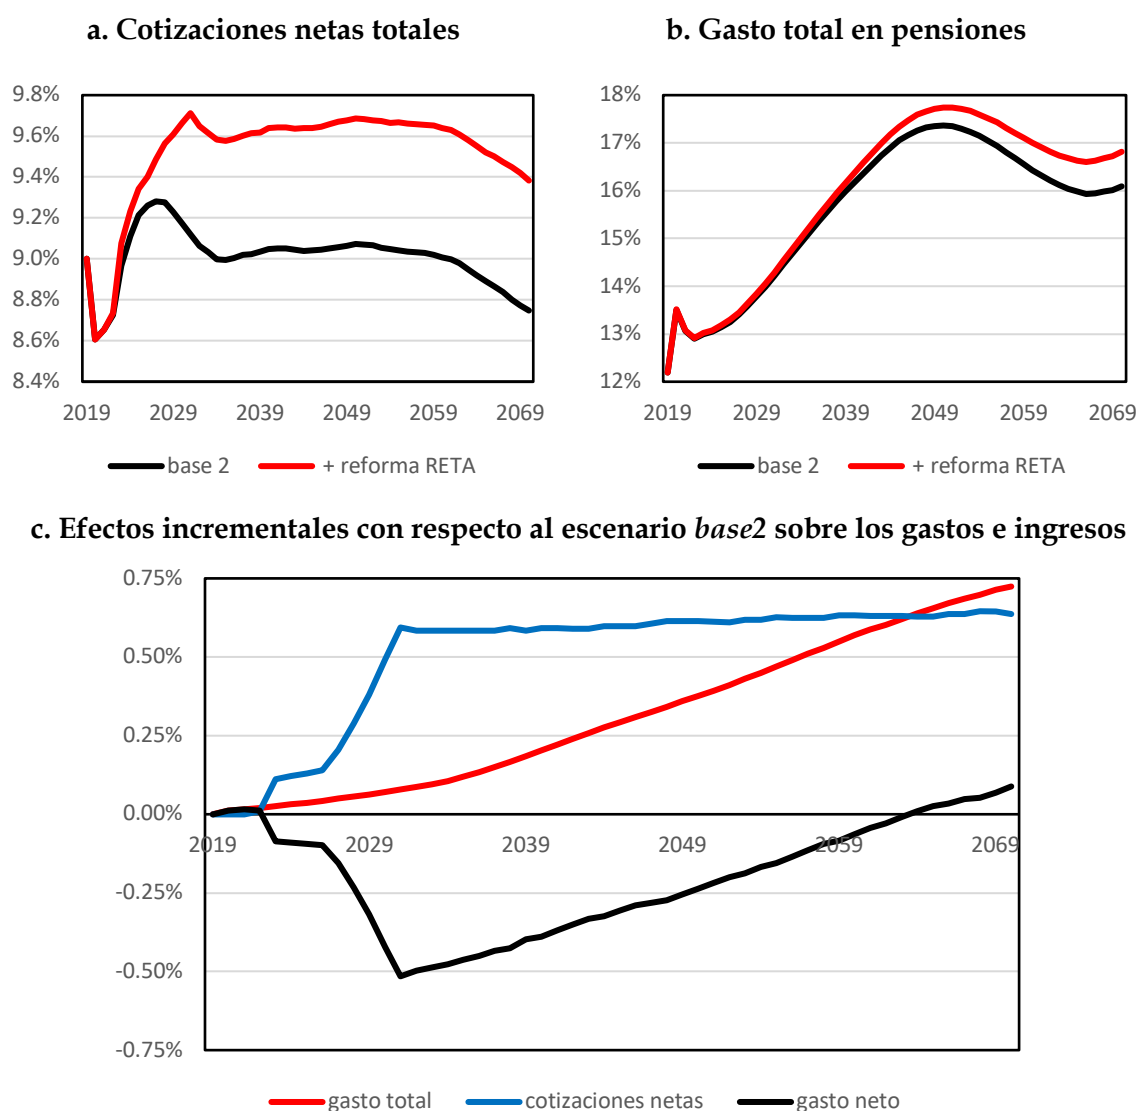 a. Cotizaciones netas totales
b. Gasto total en pensiones
9.8%
9.6%
9.4%
9.2%
9.0%
8.8%
8.6%
8.4%
2019 2029 2039 2049 2059 2069
base 2 + reforma RETA
18%
17%
16%
15%
14%
13%
12%
2019 2029 2039 2049 2059 2069
base 2 + reforma RETA
c. Efectos incrementales con respecto al escenario base2 sobre los gastos e ingresos
0.75%
0.50%
0.25%
0.00%
2019 2029 2039 2049 2059 2069
-0.25%
-0.50%
-0.75%
gasto total cotizaciones netas gasto neto